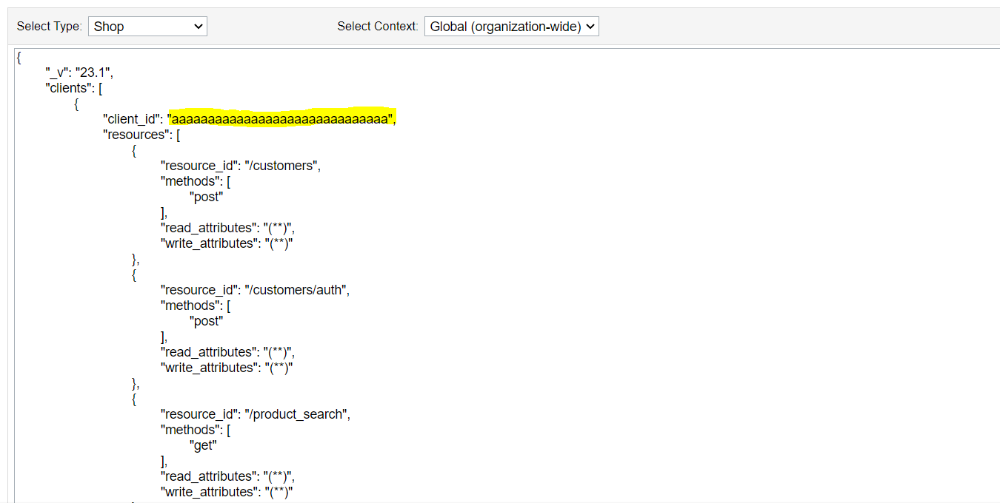 Select Type: Shop Select Context: Global (organization-wide)
{
"_v": "23.1",
"clients": [
{
"client_id": "aaaaaaaaaaaaaaaaaaaaaaaaaaaaaa",
"resources": [
{
"resource_id": "/customers",
"methods": [
"post"
],
"read_attributes": "(**)",
"write_attributes": "(**)"
},
{
"resource_id": "/customers/auth",
"methods": [
"post"
],
"read_attributes": "(**)",
"write_attributes": "(**)"
},
{
"resource_id": "/product_search",
"methods": [
"get"
],
"read_attributes": "(**)",
"write_attributes": "(**)"